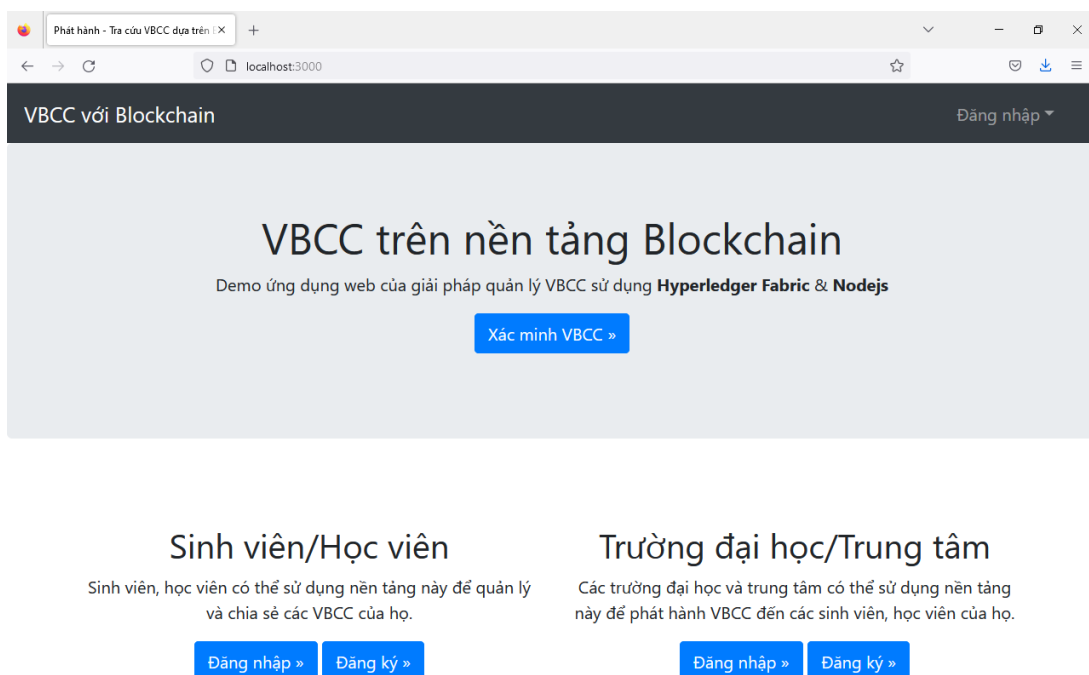 Phát hành - Tra cứu VBCC dựa trên
localhost:3000
VBCC với Blockchain
Đăng nhập
VBCC trên nền tảng Blockchain
Demo ứng dụng web của giải pháp quản lý VBCC sử dụng Hyperledger Fabric & Nodejs
Xác minh VBCC »
Sinh viên/Học viên
Sinh viên, học viên có thể sử dụng nền tảng này để quản lý
và chia sẻ các VBCC của họ.
Đăng nhập » Đăng ký »
Trường đại học/Trung tâm
Các trường đại học và trung tâm có thể sử dụng nền tảng
này để phát hành VBCC đến các sinh viên, học viên của họ.
Đăng nhập » Đăng ký »